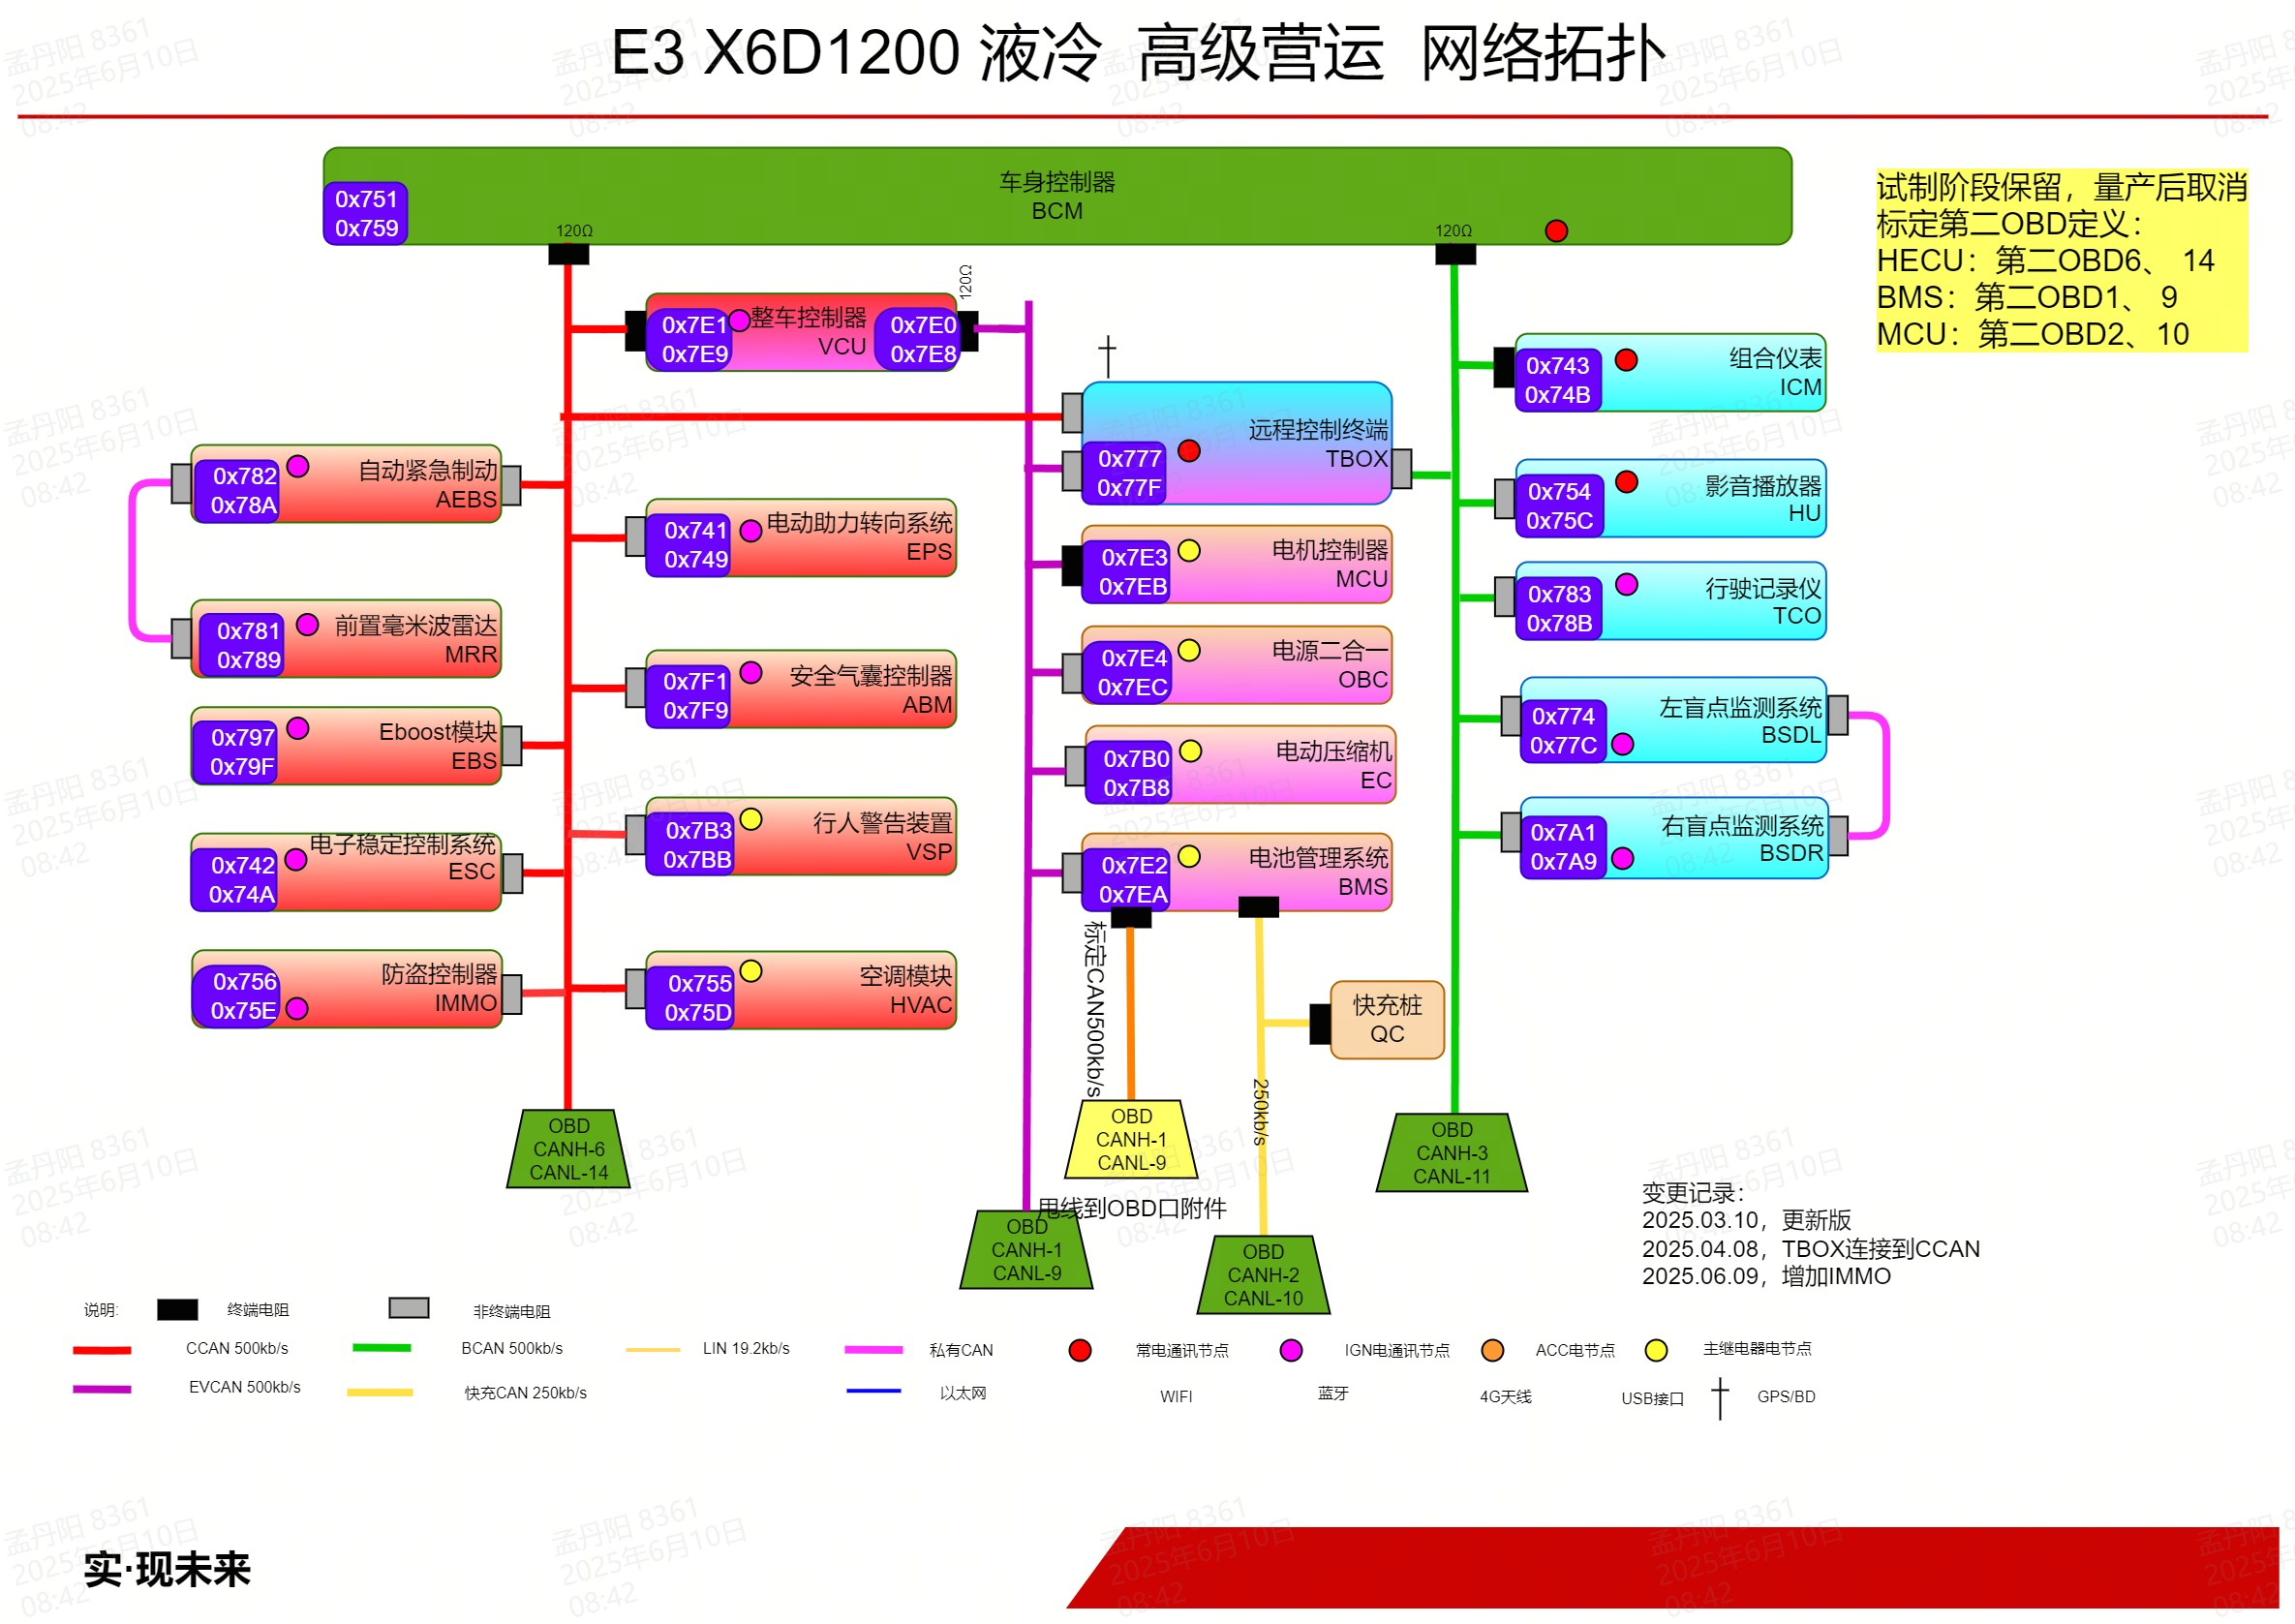 E3 X6D1200 液冷 高级营运 网络拓扑
车身控制器
BCM
0x751
0x759
120Ω
120Ω
试制阶段保留，量产后取消
标定第二OBD定义：
HECU：第二OBD6、 14
BMS：第二OBD1、 9
MCU：第二OBD2、10
0x7E1
0x7E9
整车控制器
VCU
0x7E0
0x7E8
120Ω
0x743
0x74B
组合仪表
ICM
远程控制终端
TBOX
0x777
0x77F
0x782
0x78A
自动紧急制动
AEBS
0x754
0x75C
影音播放器
HU
0x741
0x749
电动助力转向系统
EPS
0x7E3
0x7EB
电机控制器
MCU
0x783
0x78B
行驶记录仪
TCO
0x781
0x789
前置毫米波雷达
MRR
0x7F1
0x7F9
安全气囊控制器
ABM
0x7E4
0x7EC
电源二合一
OBC
0x774
0x77C
左盲点监测系统
BSDL
0x797
0x79F
Eboost模块
EBS
0x7B0
0x7B8
电动压缩机
EC
0x7B3
0x7BB
行人警告装置
VSP
0x7A1
0x7A9
右盲点监测系统
BSDR
0x742
0x74A
电子稳定控制系统
ESC
0x7E2
0x7EA
电池管理系统
BMS
0x756
0x75E
防盗控制器
IMMO
0x755
0x75D
空调模块
HVAC
标定CAN500kb/s
快充桩
QC
250kb/s
OBD
CANH-6
CANL-14
OBD
CANH-1
CANL-9
OBD
CANH-3
CANL-11
甩线到OBD口附件
OBD
CANH-1
CANL-9
OBD
CANH-2
CANL-10
变更记录：
2025.03.10，更新版
2025.04.08，TBOX连接到CCAN
2025.06.09，增加IMMO
说明:
终端电阻
非终端电阻
CCAN 500kb/s
BCAN 500kb/s
LIN 19.2kb/s
私有CAN
常电通讯节点
IGN电通讯节点
ACC电节点
主继电器电节点
EVCAN 500kb/s
快充CAN 250kb/s
以太网
WIFI
蓝牙
4G天线
USB接口
GPS/BD
实·现未来
孟丹阳 8361
2025年6月10日
08:42